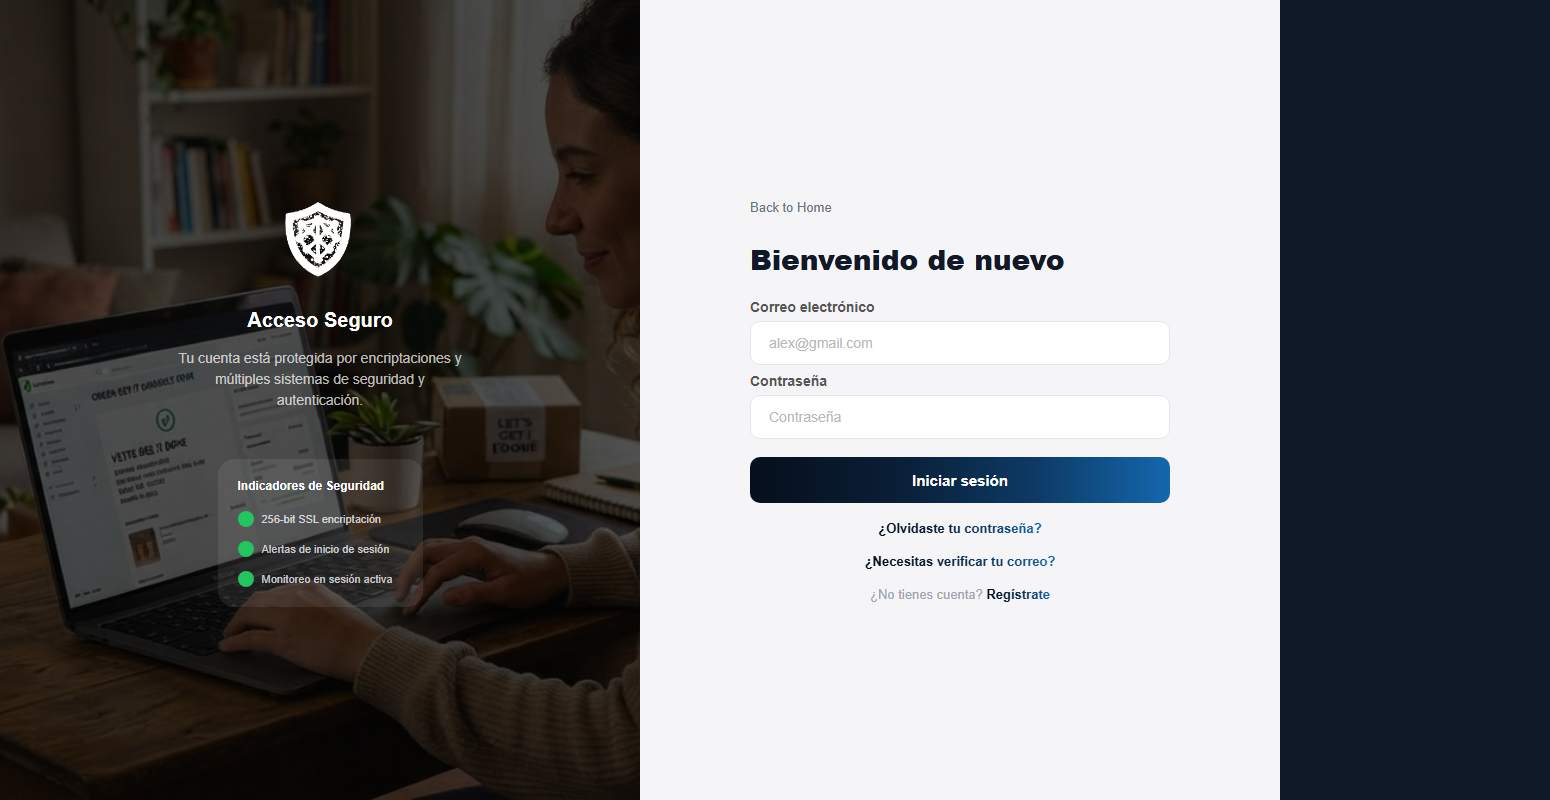 Acceso Seguro
Tu cuenta está protegida por encriptaciones y
múltiples sistemas de seguridad y
autenticación.
LET'S
GET I
Indicadores de Seguridad
256-bit SSL encriptación
Alertas de inicio de sesión
Monitoreo en sesión activa
Back to Home
Bienvenido de nuevo
Correo electrónico
alex@gmail.com
Contraseña
Contraseña
Iniciar sesión
¿Olvidaste tu contraseña?
¿Necesitas verificar tu correo?
¿No tienes cuenta? Regístrate